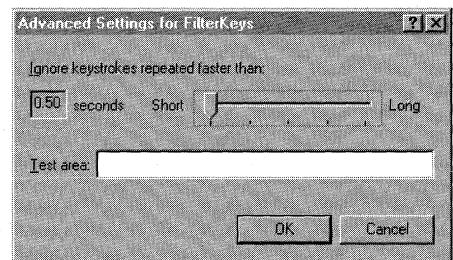 Advanced Settings for FilterKeys
Ignore keystrokes repeated faster than:
0.50 seconds Short Long
Test area:
OK Cancel